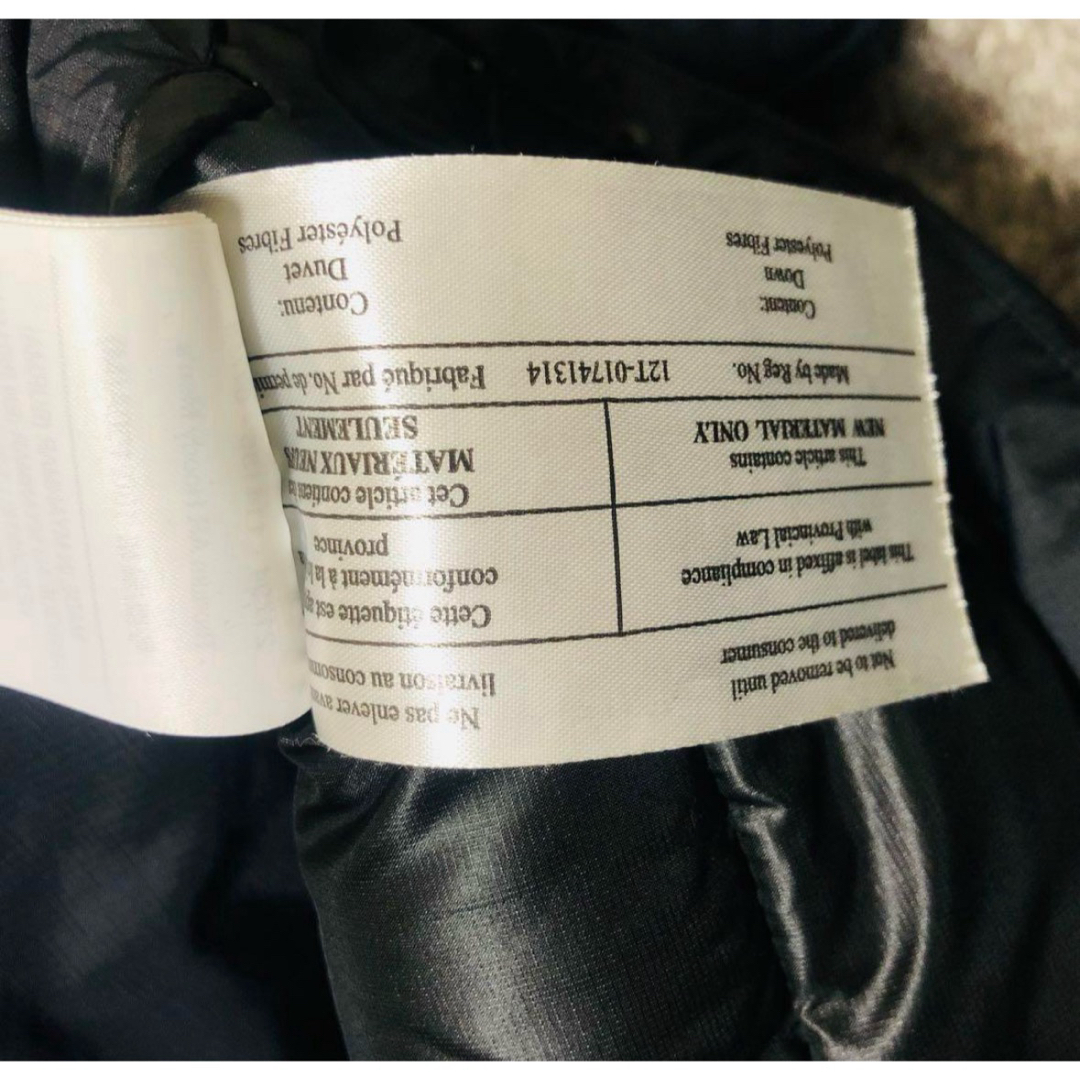 Not to be removed until
delivered to the consumer
Ne pas enlever avant
livraison au
This label is affixed in compliance
with Provincial Law
Cette étiquette est
conformément à la
province
This article contains
NEW MATERIAL ONLY
Cet article contient
MATÉRIAUX NEUFS
SEULEMENT
Made by Reg No. 12T-01741314 Fabriqué par No. de permis
Content:
Down
Polyester Fibres
Contenu:
Duvet
Polyéster Fibres